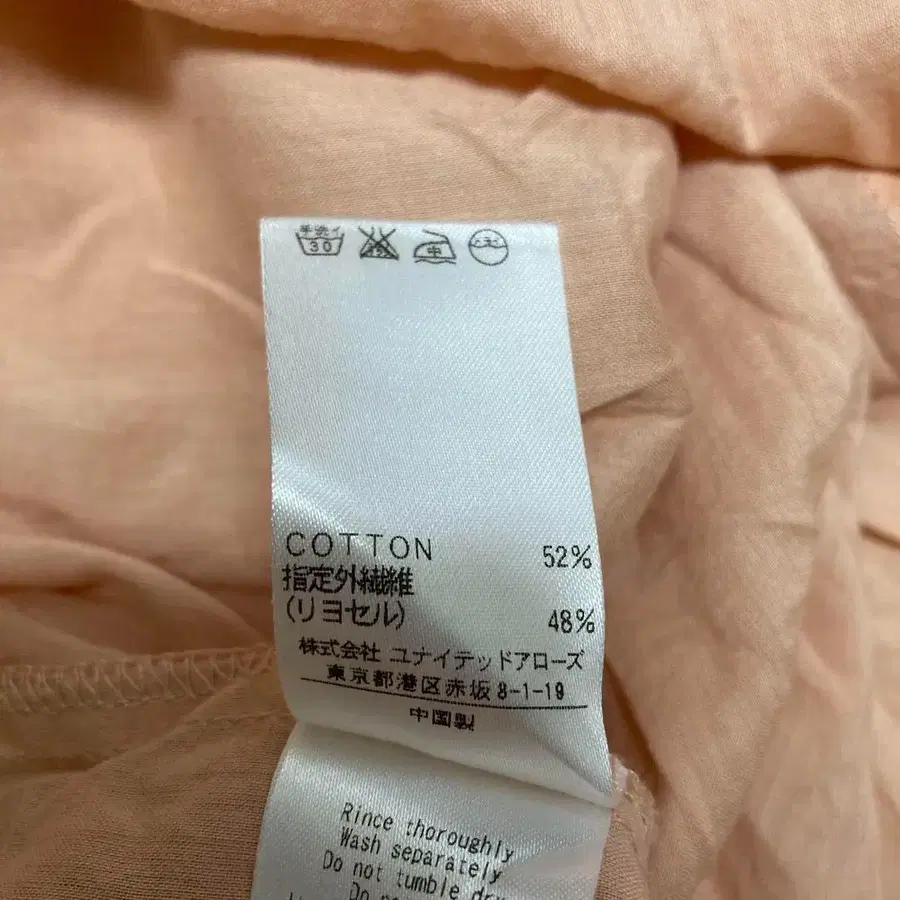 手洗イ
30
中
COTTON 52%
指定外繊維
(リヨセル) 48%
株式会社 ユナイテッドアローズ
東京都港区赤坂8-1-19
中国製
Rince thoroughly
Wash separately
Do not tumble dry